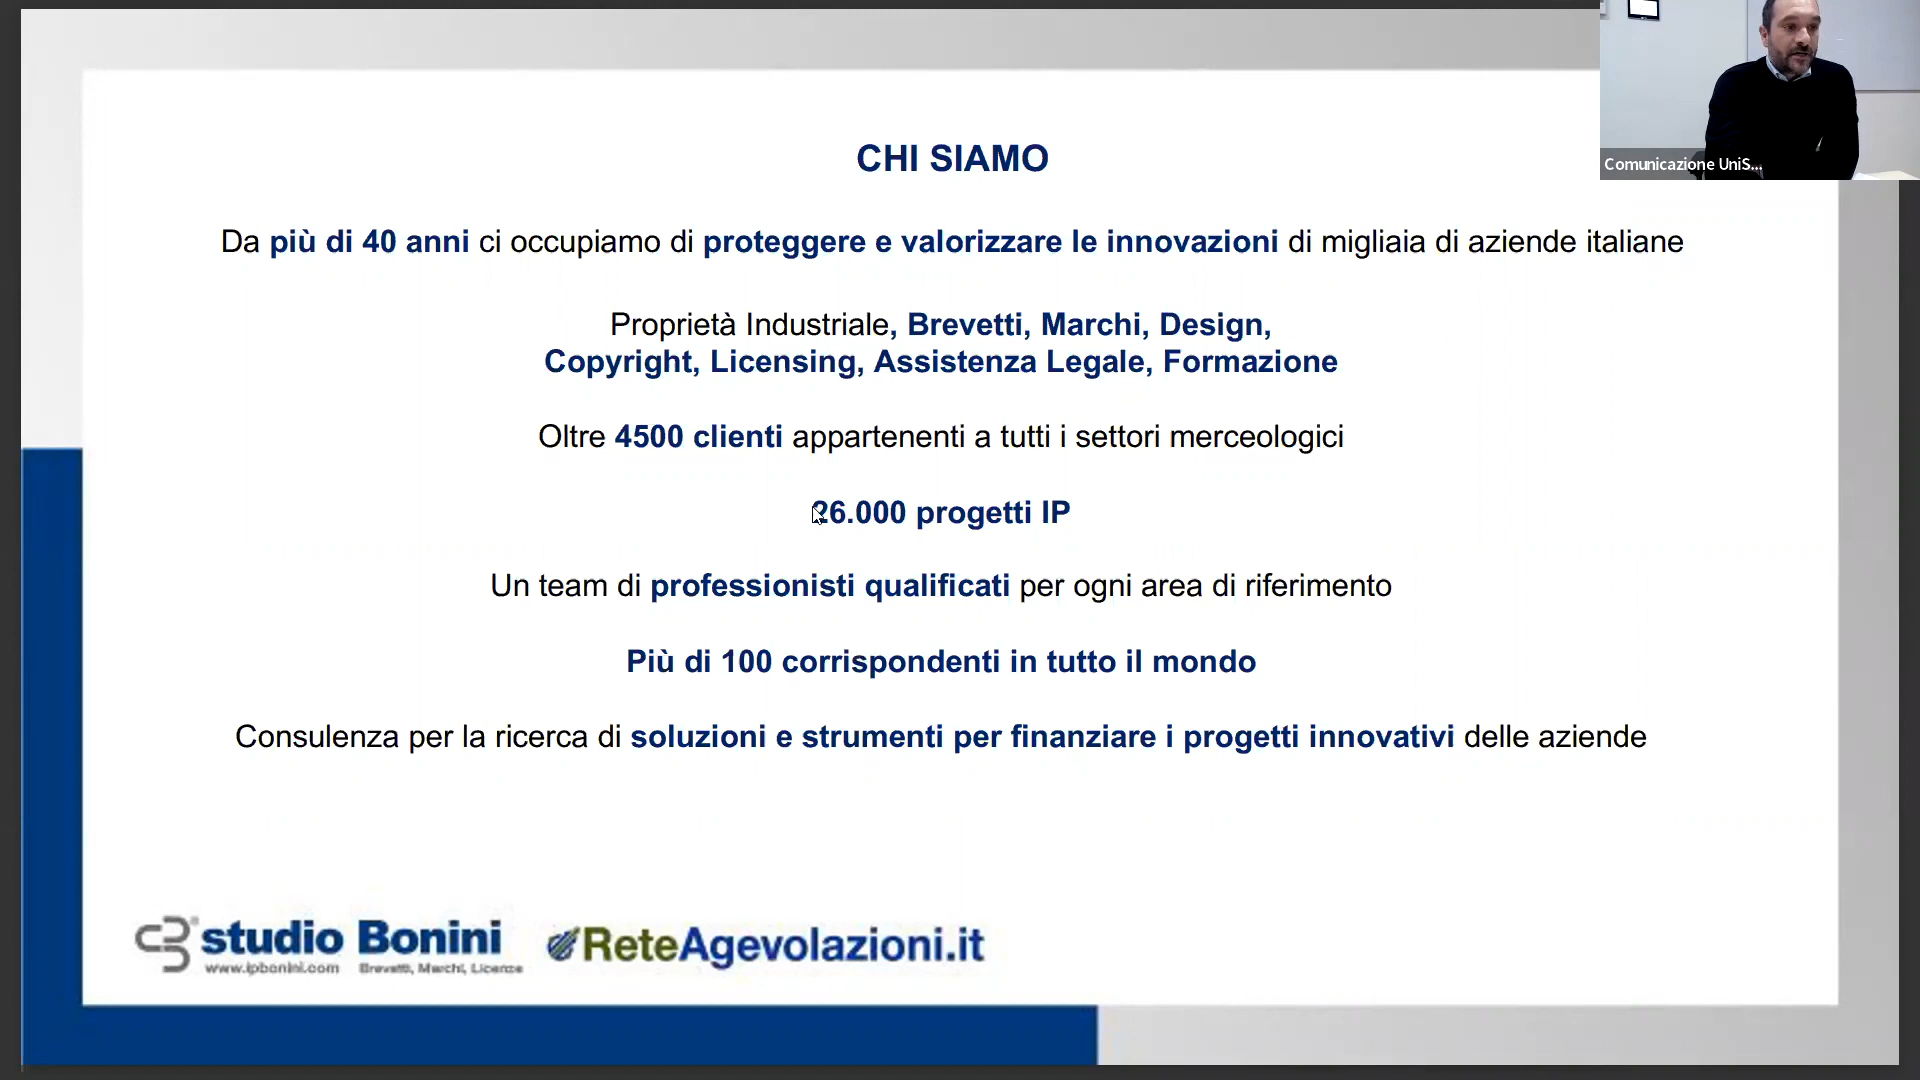 CHI SIAMO
Da più di 40 anni ci occupiamo di proteggere e valorizzare le innovazioni di migliaia di aziende italiane
Proprietà Industriale, Brevetti, Marchi, Design,
Copyright, Licensing, Assistenza Legale, Formazione
Oltre 4500 clienti appartenenti a tutti i settori merceologici
26.000 progetti IP
Un team di professionisti qualificati per ogni area di riferimento
Più di 100 corrispondenti in tutto il mondo
Consulenza per la ricerca di soluzioni e strumenti per finanziare i progetti innovativi delle aziende
studio Bonini
www.ipbonini.com Brevetti, Marchi, Licenze
ReteAgevolazioni.it
Comunicazione UniS...